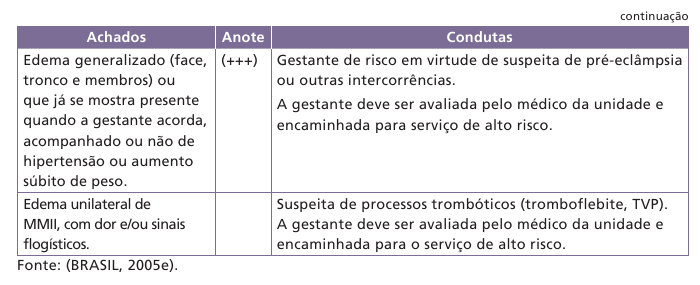 continuação
Achados Anote Condutas
Edema generalizado (face,
tronco e membros) ou
que já se mostra presente
quando a gestante acorda,
acompanhado ou não de
hipertensão ou aumento
súbito de peso.
(+++)
Gestante de risco em virtude de suspeita de pré-eclâmpsia
ou outras intercorrências.
A gestante deve ser avaliada pelo médico da unidade e
encaminhada para serviço de alto risco.
Edema unilateral de
MMII, com dor e/ou sinais
flogísticos.
Suspeita de processos trombóticos (tromboflebite, TVP).
A gestante deve ser avaliada pelo médico da unidade e
encaminhada para o serviço de alto risco.
Fonte: (BRASIL, 2005e).